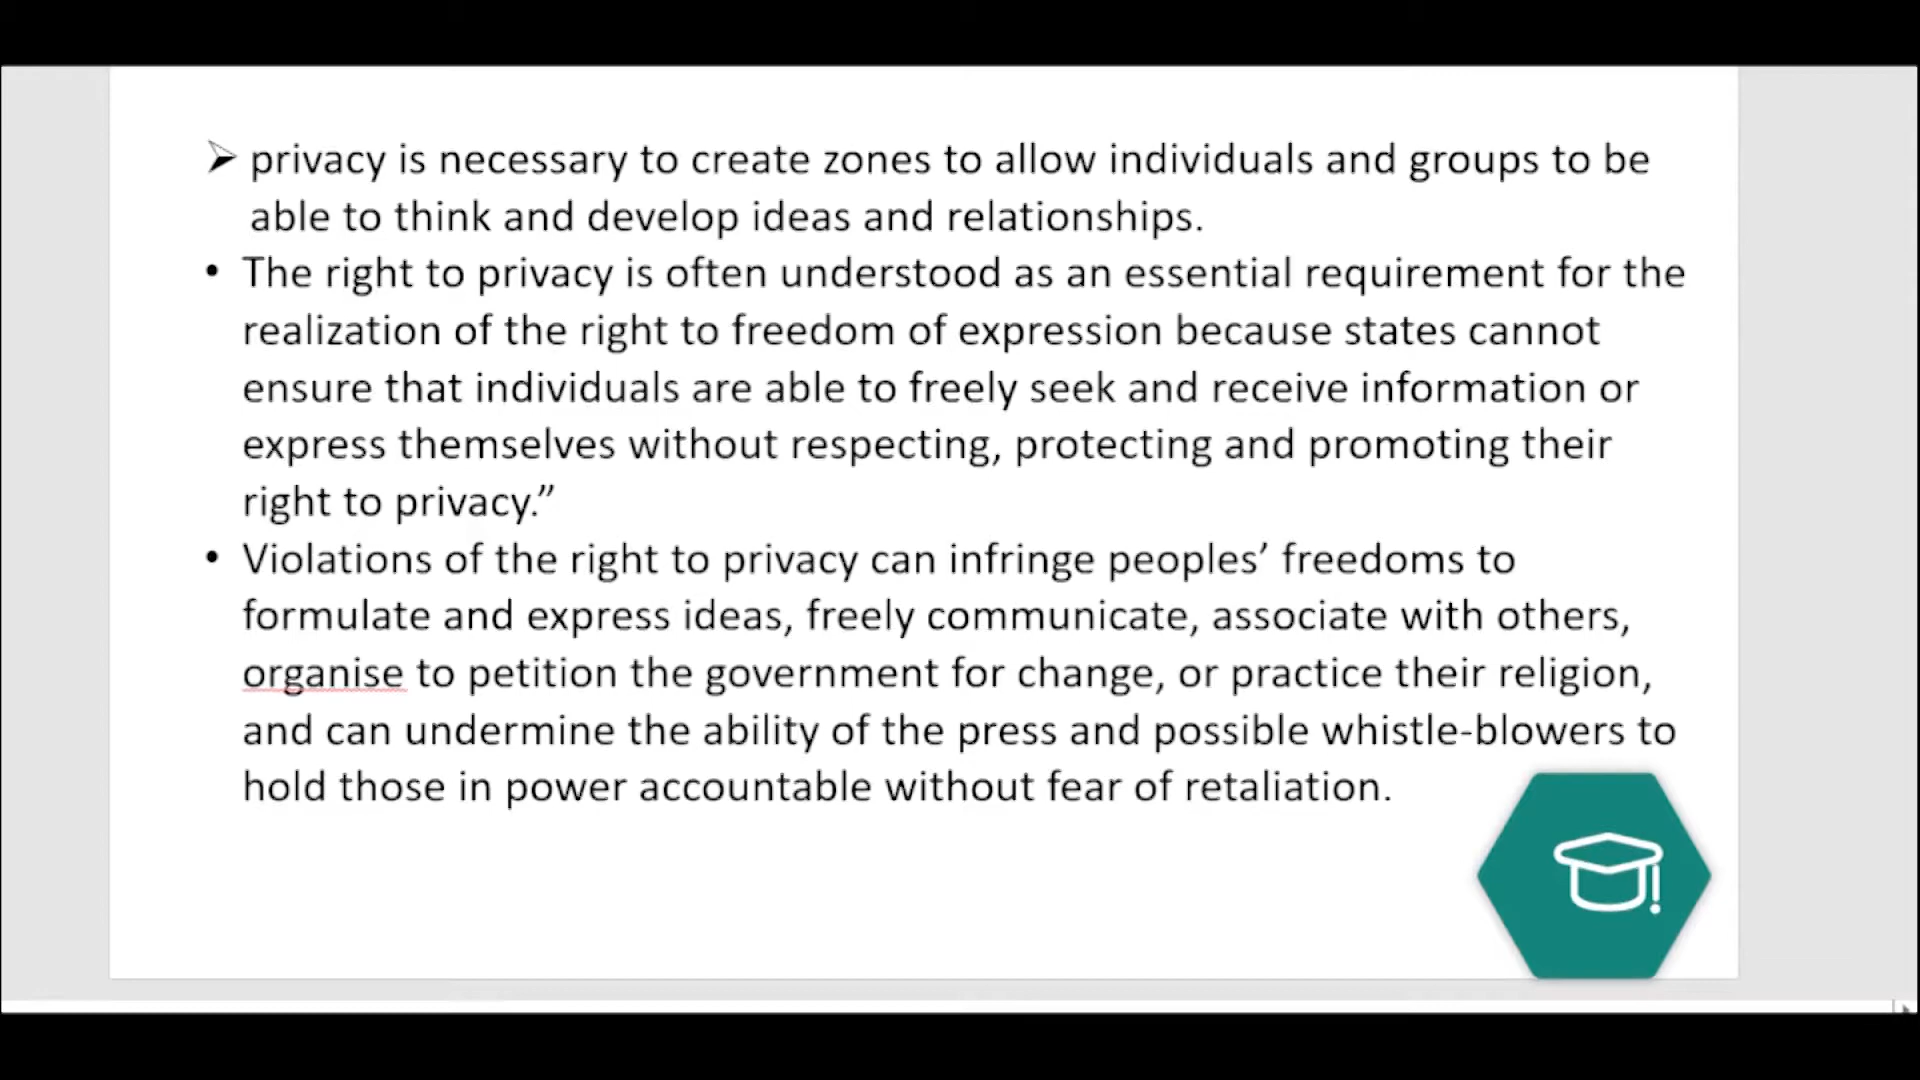 ➢ privacy is necessary to create zones to allow individuals and groups to be
able to think and develop ideas and relationships.
• The right to privacy is often understood as an essential requirement for the
realization of the right to freedom of expression because states cannot
ensure that individuals are able to freely seek and receive information or
express themselves without respecting, protecting and promoting their
right to privacy.”
• Violations of the right to privacy can infringe peoples’ freedoms to
formulate and express ideas, freely communicate, associate with others,
organise to petition the government for change, or practice their religion,
and can undermine the ability of the press and possible whistle-blowers to
hold those in power accountable without fear of retaliation.